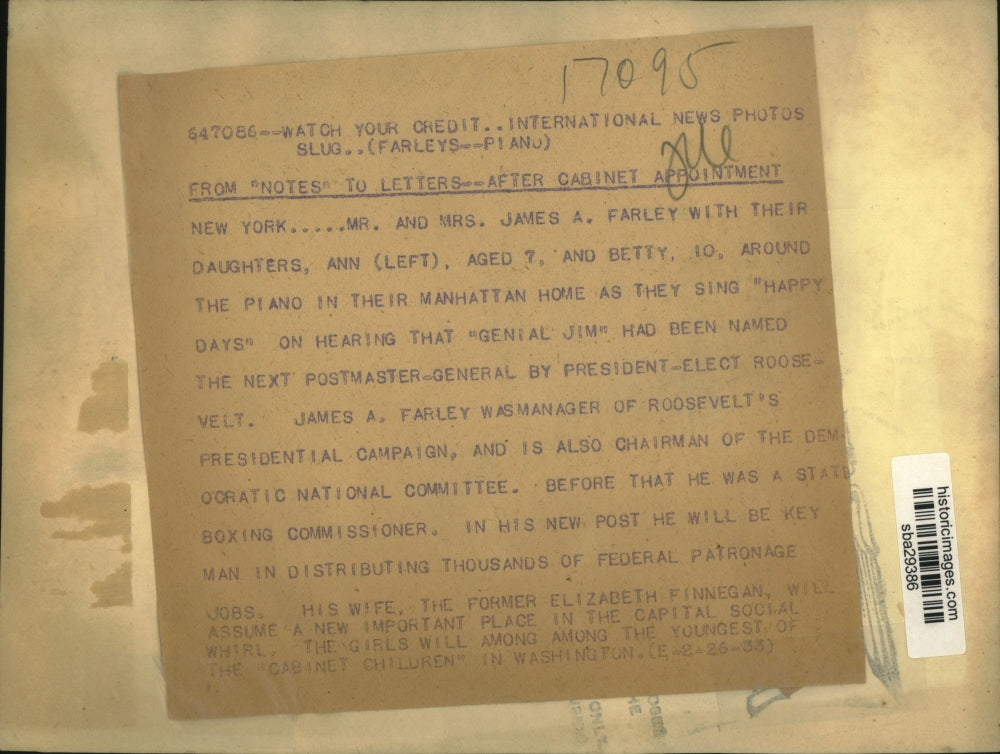 17095
647086--WATCH YOUR CREDIT..INTERNATIONAL NEWS PHOTOS
SLUG..(FARLEYS--PIANO)
FROM "NOTES" TO LETTERS--AFTER CABINET APPOINTMENT
NEW YORK.....MR. AND MRS. JAMES A. FARLEY WITH THEIR
DAUGHTERS, ANN (LEFT), AGED 7, AND BETTY, 10, AROUND
THE PIANO IN THEIR MANHATTAN HOME AS THEY SING "HAPPY
DAYS" ON HEARING THAT "GENIAL JIM" HAD BEEN NAMED
THE NEXT POSTMASTER-GENERAL BY PRESIDENT-ELECT ROOSE-
VELT. JAMES A. FARLEY WASMANAGER OF ROOSEVELT'S
PRESIDENTIAL CAMPAIGN, AND IS ALSO CHAIRMAN OF THE DEM
OCRATIC NATIONAL COMMITTEE. BEFORE THAT HE WAS A STATE
BOXING COMMISSIONER. IN HIS NEW POST HE WILL BE KEY
MAN IN DISTRIBUTING THOUSANDS OF FEDERAL PATRONAGE
JOBS. HIS WIFE, THE FORMER ELIZABETH FINNEGAN, WILL
ASSUME A NEW IMPORTANT PLACE IN THE CAPITAL SOCIAL
WHIRL. THE GIRLS WILL AMONG AMONG THE YOUNGEST OF
THE "CABINET CHILDREN" IN WASHINGTON.(E-2-26-33)
historicimages.com
sba29386
ONLY